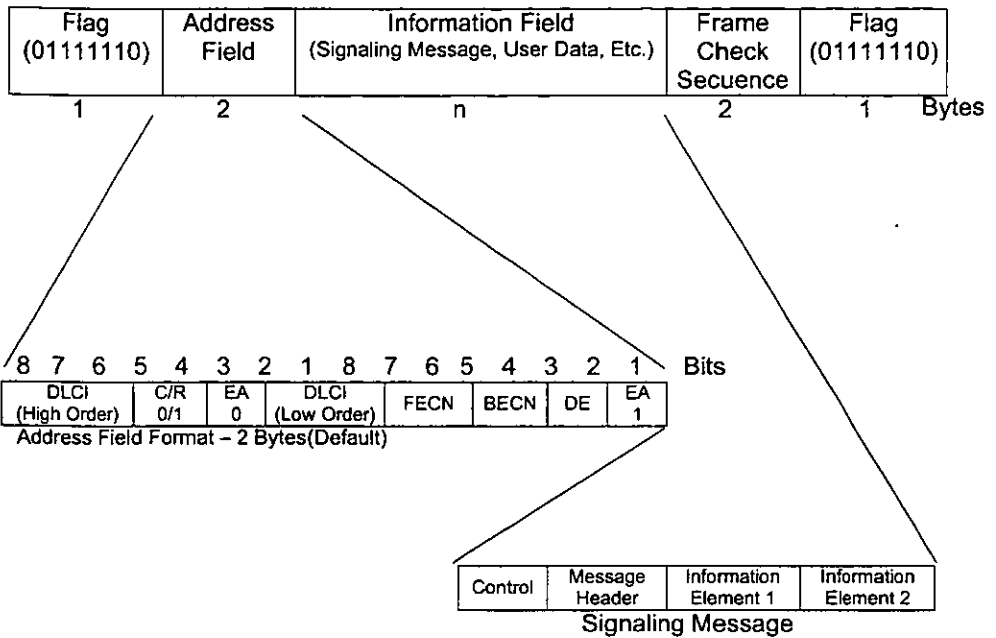 Flag Address Information Field Frame Flag
(01111110) Field (Signaling Message, User Data, Etc.) Check (01111110)
Secuence
1 2 n 2 1 Bytes
8 7 6 5 4 3 2 1 8 7 6 5 4 3 2 1 Bits
DLCI C/R EA DLCI FECN BECN DE EA
(High Order) 0/1 0 (Low Order) 1
Address Field Format – 2 Bytes(Default)
Control Message Information Information
Header Element 1 Element 2
Signaling Message